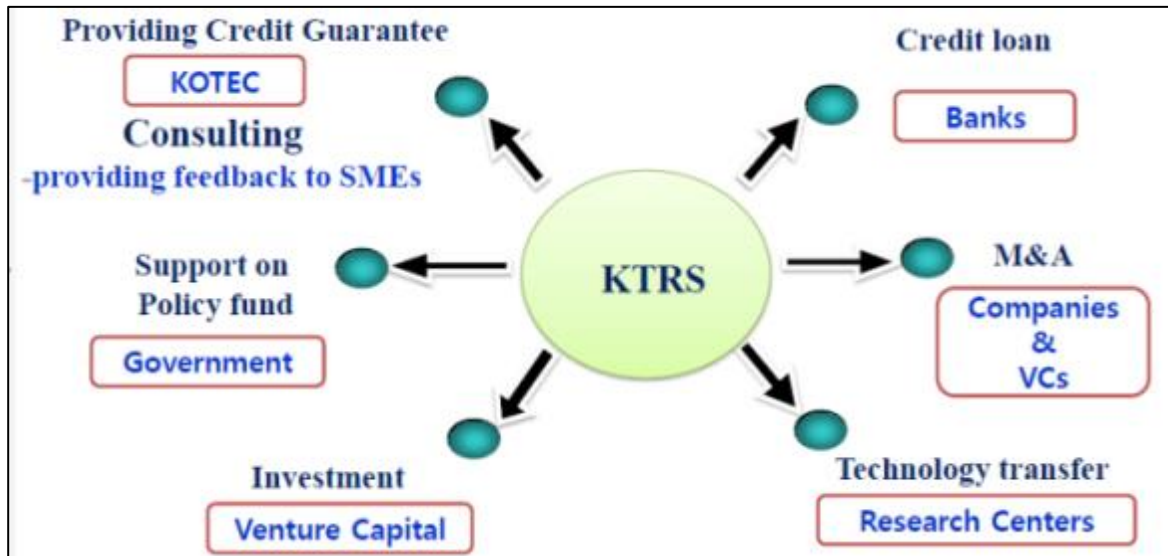 Providing Credit Guarantee
KOTEC
Consulting
-providing feedback to SMEs
Credit loan
Banks
Support on
Policy fund
Government
KTRS
M&A
Companies
&
VCs
Investment
Venture Capital
Technology transfer
Research Centers